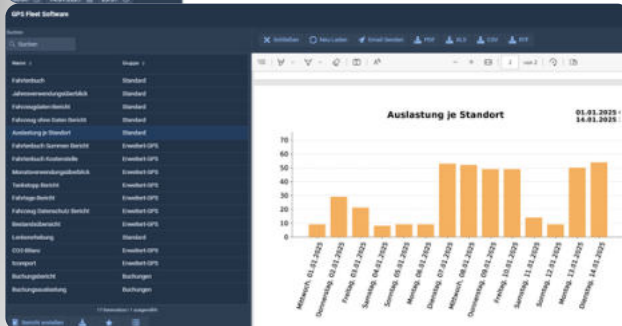 GPS Fleet Software
Suchen
Suchen
Schließen
Neu Laden
Email Senden
PDF
XLS
CSV
RTF
Name
Gruppe
Fahrtenbuch Standard
Jahresverwendungsüberblick Standard
Fahrzeugdaten Bericht Standard
Fahrzeug ohne Daten Bericht Standard
Auslastung je Standort Standard
Fahrtenbuch Summen Bericht Erweitert-GPS
Fahrtenbuch Kostenstelle Erweitert-GPS
Monatsverwendungsüberblick Erweitert-GPS
Tankstopp Bericht Erweitert-GPS
Fahrtage Bericht Erweitert-GPS
Fahrzeug Datenschutz Bericht Erweitert-GPS
Bestandsübersicht Erweitert-GPS
Standard
CO2-Bilanz Erweitert-GPS
Erweitert-GPS
Buchungsbericht Buchungen
Buchungsauslastung Buchungen
Bericht erstellen
von 2
Auslastung je Standort
01.01.2025
14.01.2025
70
60
50
40
30
20
10
0
Mittwoch, 01.01.2025
Donnerstag, 02.01.2025
Freitag, 03.01.2025
Samstag, 04.01.2025
Sonntag, 05.01.2025
Montag, 06.01.2025
Dienstag, 07.01.2025
Mittwoch, 08.01.2025
Donnerstag, 09.01.2025
Freitag, 10.01.2025
Samstag, 11.01.2025
Sonntag, 12.01.2025
Montag, 13.01.2025
Dienstag, 14.01.2025